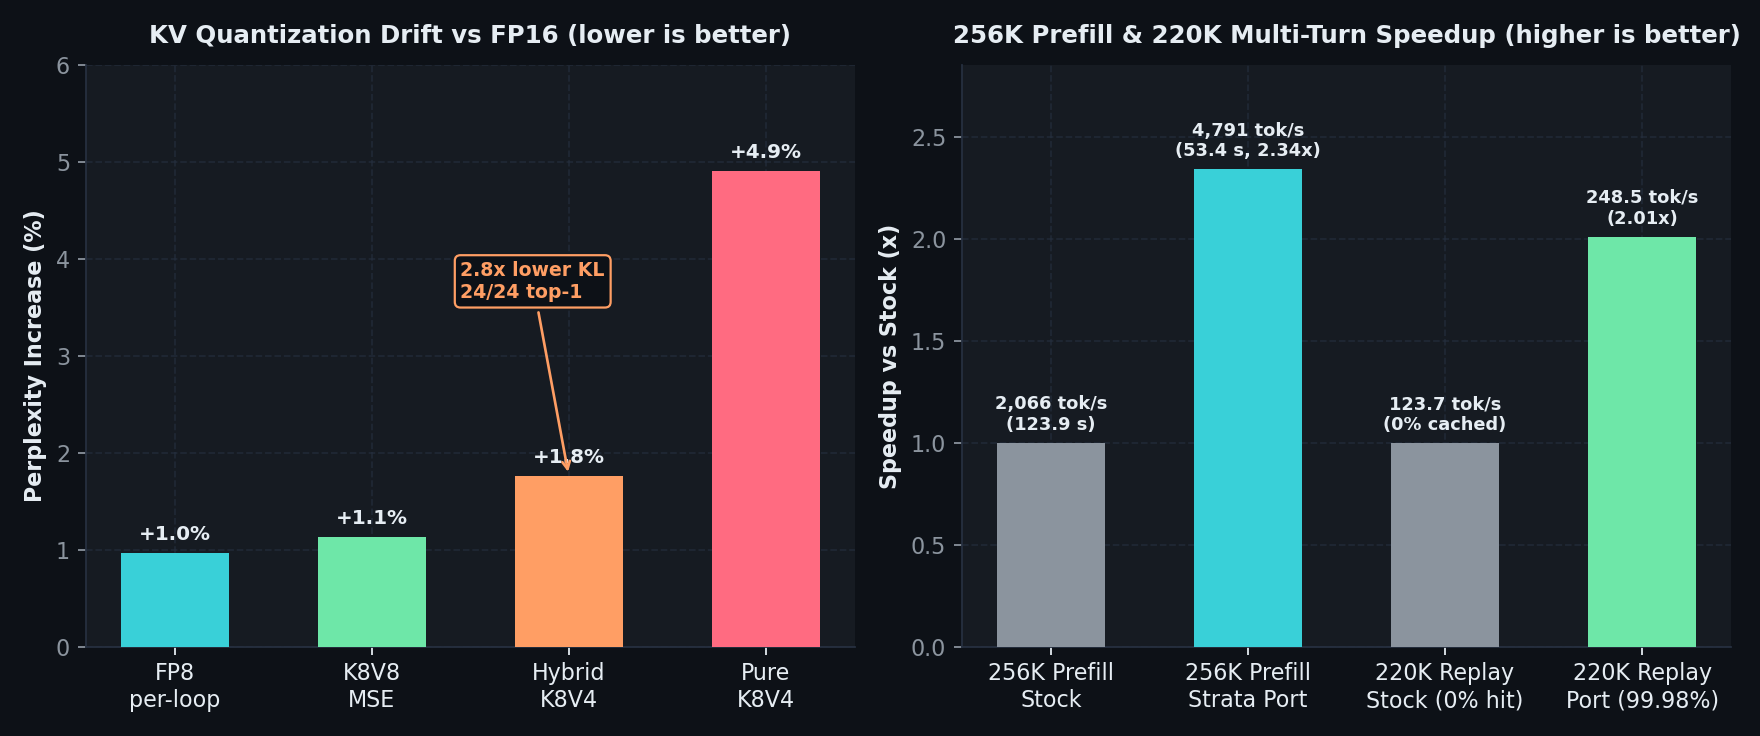 KV Quantization Drift vs FP16 (lower is better)
Perplexity Increase (%)
6
5
4
3
2
1
0
+1.0%
+1.1%
+1.8%
+4.9%
2.8x lower KL
24/24 top-1
FP8
per-loop
K8V8
MSE
Hybrid
K8V4
Pure
K8V4
256K Prefill & 220K Multi-Turn Speedup (higher is better)
Speedup vs Stock (x)
2.5
2.0
1.5
1.0
0.5
0.0
2,066 tok/s
(123.9 s)
4,791 tok/s
(53.4 s, 2.34x)
123.7 tok/s
(0% cached)
248.5 tok/s
(2.01x)
256K Prefill
Stock
256K Prefill
Strata Port
220K Replay
Stock (0% hit)
220K Replay
Port (99.98%)